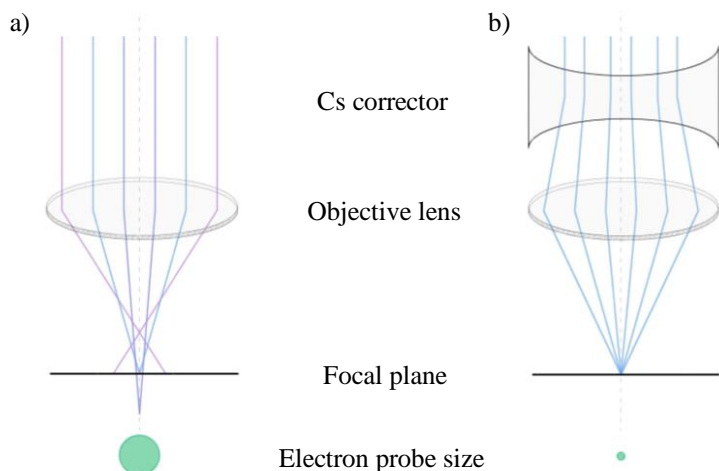 a)
b)
Cs corrector
Objective lens
Focal plane
Electron probe size